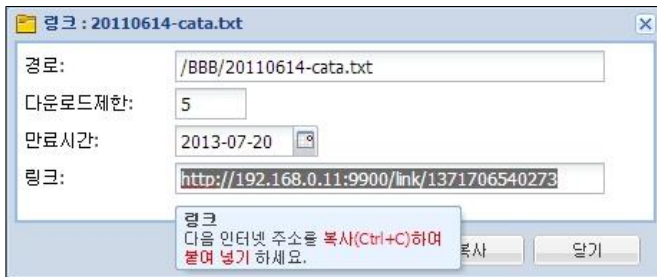 링크 : 20110614-cata.txt
경로: /BBB/20110614-cata.txt
다운로드제한: 5
만료시간: 2013-07-20
링크: http://192.168.0.11:9900/link/1371706540273
링크
다음 인터넷 주소를 복사(Ctrl+C)하여
붙여 넣기 하세요.
복사 닫기